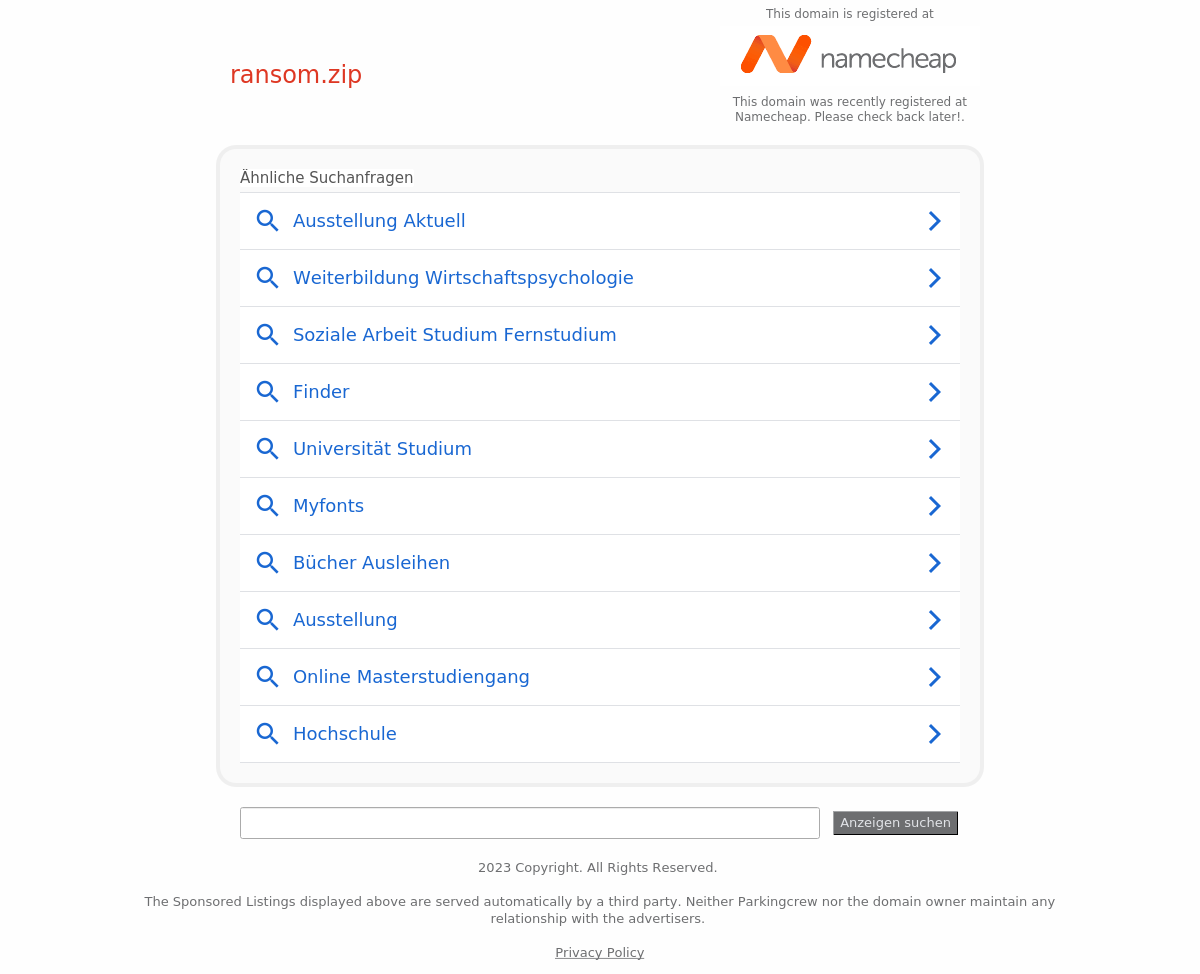 This domain is registered at
namecheap
ransom.zip
This domain was recently registered at
Namecheap. Please check back later!.
Ähnliche Suchanfragen
Ausstellung Aktuell
Weiterbildung Wirtschaftspsychologie
Soziale Arbeit Studium Fernstudium
Finder
Universität Studium
Myfonts
Bücher Ausleihen
Ausstellung
Online Masterstudiengang
Hochschule
Anzeigen suchen
2023 Copyright. All Rights Reserved.
The Sponsored Listings displayed above are served automatically by a third party. Neither Parkingcrew nor the domain owner maintain any
relationship with the advertisers.
Privacy Policy